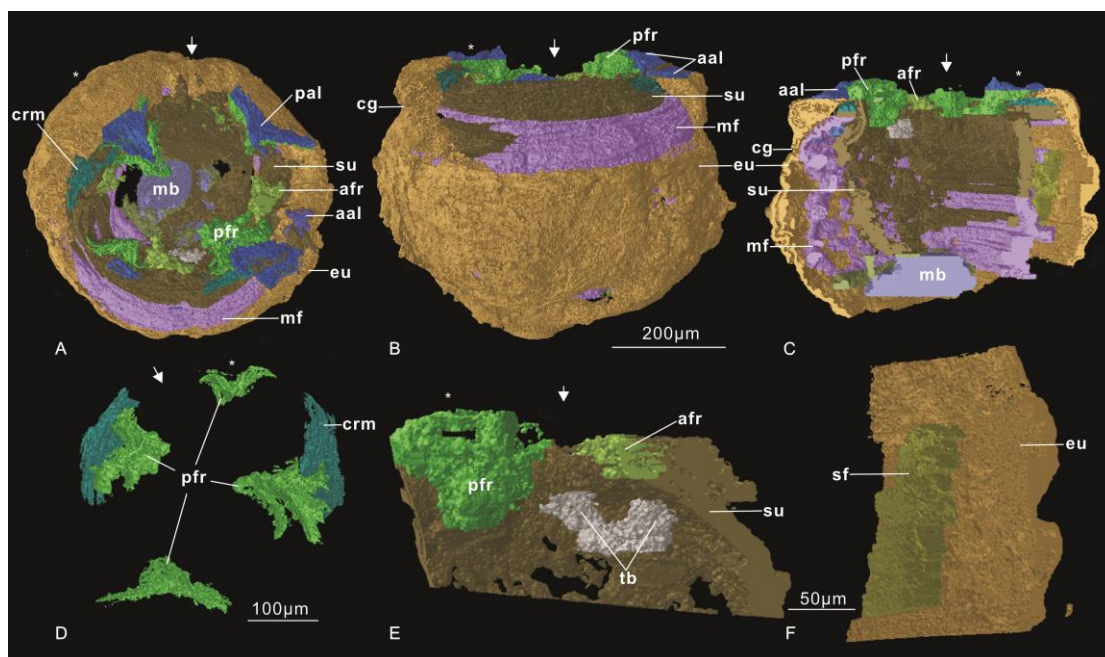 *
crm
mb
pfr
pal
su
afr
aal
eu
mf
A
*
pfr
aal
cg
su
mf
eu
B
200µm
pfr
afr
*
aal
cg
su
mf
mb
C
*
crm
pfr
D
100µm
*
afr
pfr
su
tb
E
50µm
sf
eu
F